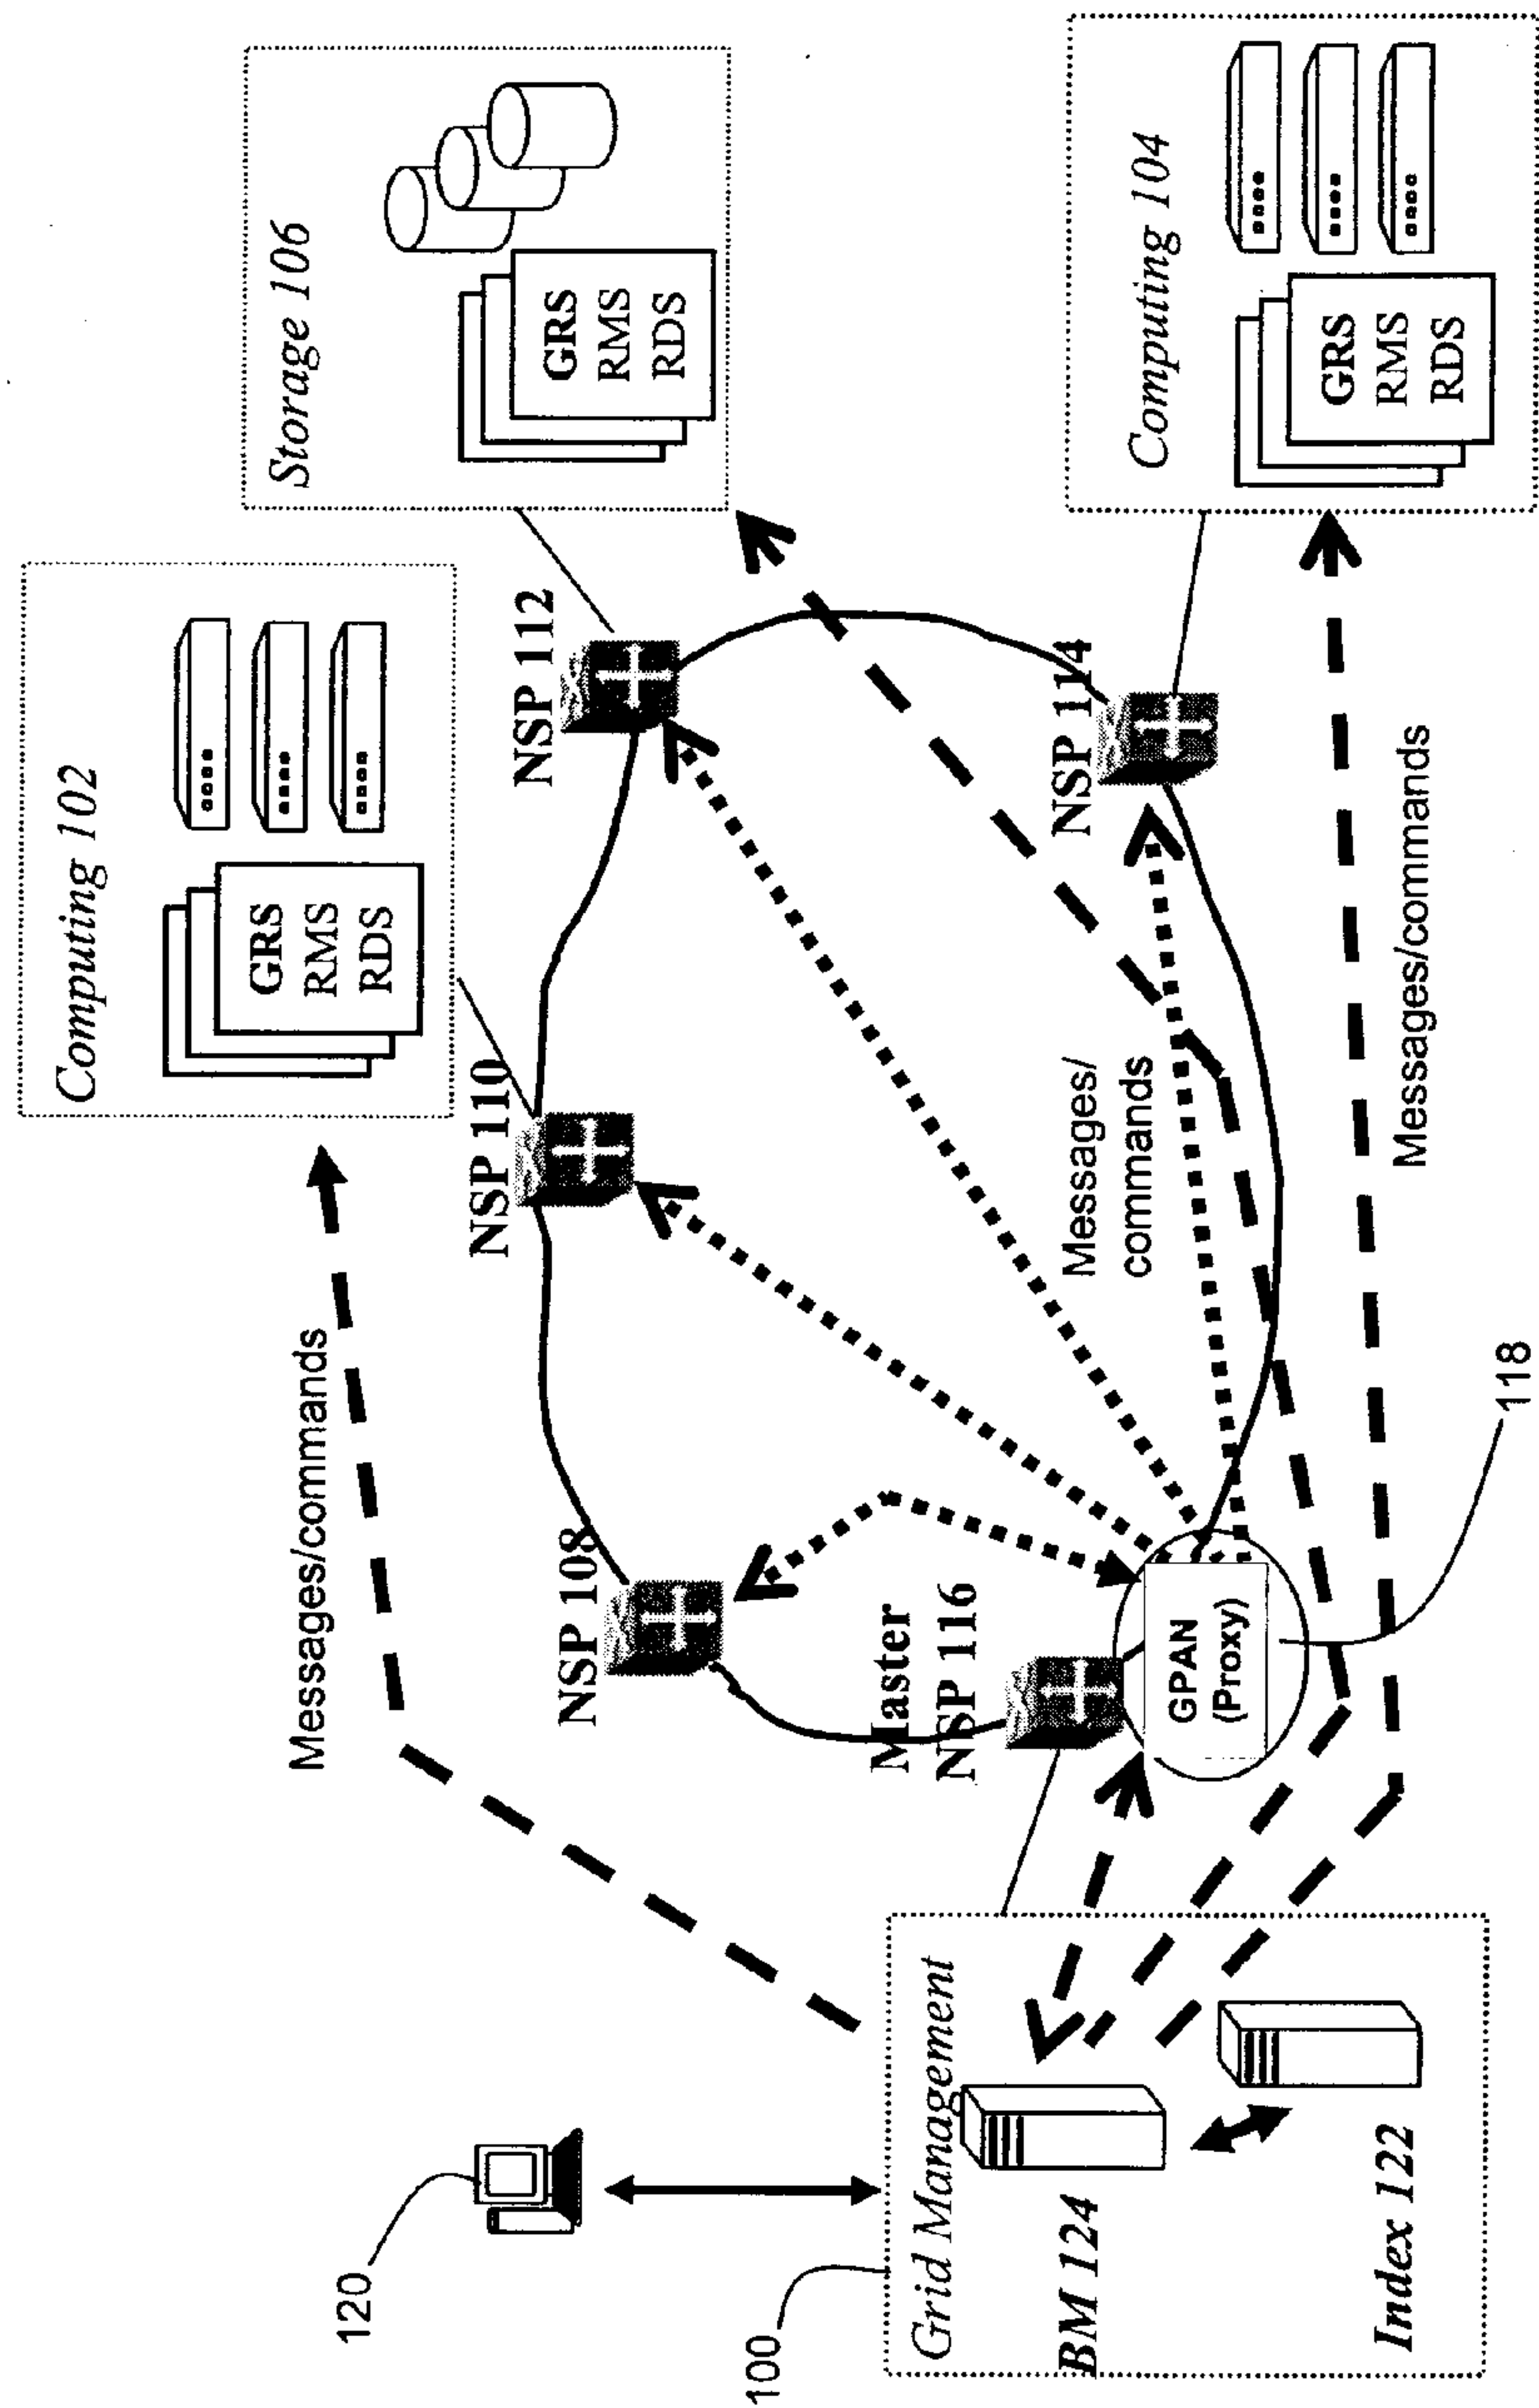 120
100
Grid Management
BM 124
Index 122
Messages/commands
Computing 102
GRS
RMS
RDS
Storage 106
GRS
RMS
RDS
NSP 108
NSP 110
NSP 112
NSP 114
Master
NSP 116
GPAN
(Proxy)
Messages/
commands
118
Messages/commands
Computing 104
GRS
RMS
RDS